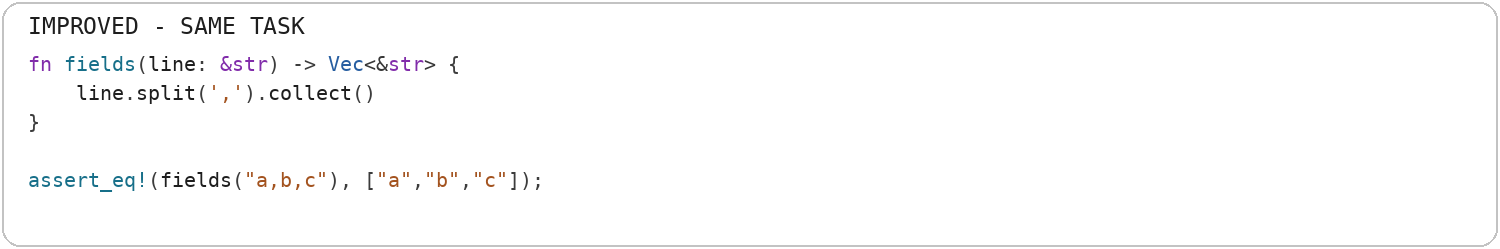 IMPROVED - SAME TASK
fn fields(line: &str) -> Vec<&str> {
    line.split(',').collect()
}
assert_eq!(fields("a,b,c"), ["a","b","c"]);